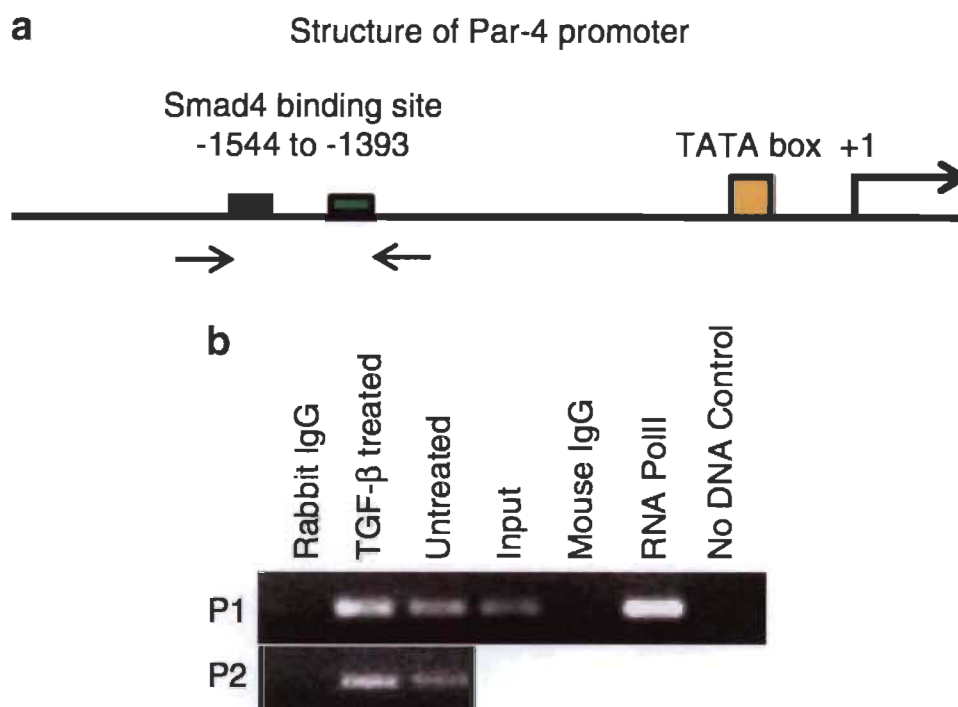 a
Structure of Par-4 promoter
Smad4 binding site
-1544 to -1393
TATA box +1
b
Rabbit IgG
TGF-β treated
Untreated
Input
Mouse IgG
RNA PolII
No DNA Control
P1
P2